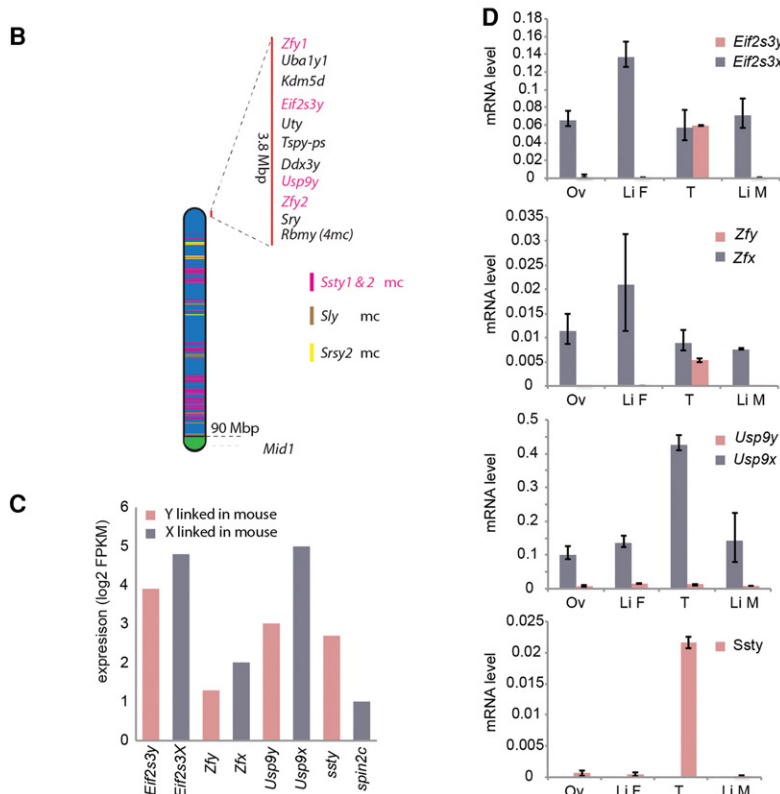 B
Zfy1
Uba1y1
Kdm5d
Eif2s3y
Uty
Tspy-ps
Ddx3y
Usp9y
Zfy2
Sry
Rbmy (4mc)
3.8 Mbp
Ssty1 & 2 mc
Sly mc
Srsy2 mc
90 Mbp
Mid1
C
Y linked in mouse
X linked in mouse
expresison (log2 FPKM)
6
5
4
3
2
1
0
Eif2s3y
Eif2s3X
Zfy
Zfx
Usp9y
Usp9x
ssty
spin2c
D
Eif2s3y
Eif2s3x
mRNA level
0.18
0.16
0.14
0.12
0.10
0.08
0.06
0.04
0.02
0
Ov Li F T Li M
Zfy
Zfx
mRNA level
0.035
0.03
0.025
0.02
0.015
0.01
0.005
0
Ov Li F T Li M
Usp9y
Usp9x
mRNA level
0.5
0.4
0.3
0.2
0.1
0
Ov Li F T Li M
Ssty
mRNA level
0.025
0.02
0.015
0.01
0.005
0
Ov Li F T Li M